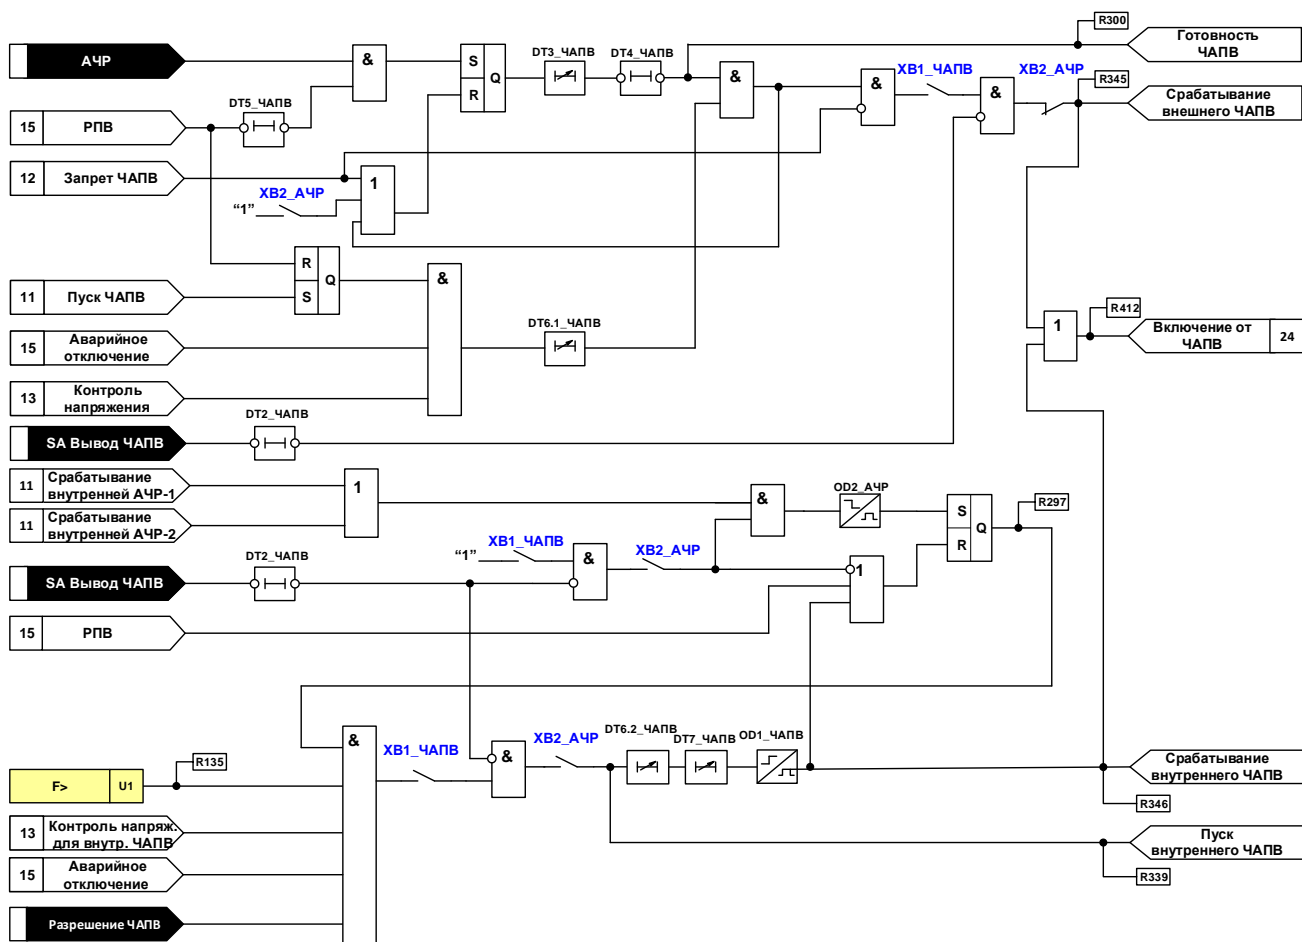 R300
АЧР
&
S
R
Q
DT3_ЧАПВ
DT4_ЧАПВ
&
&
XB1_ЧАПВ
&
XB2_АЧР
Готовность
ЧАПВ
R345
Срабатывание
внешнего ЧАПВ
15
РПВ
DT5_ЧАПВ
12
Запрет ЧАПВ
“1”
XB2_АЧР
1
R
S
Q
&
11
Пуск ЧАПВ
DT6.1_ЧАПВ
15
Аварийное
отключение
R412
1
Включение от
ЧАПВ
24
13
Контроль
напряжения
SA Вывод ЧАПВ
DT2_ЧАПВ
11
Срабатывание
внутренней АЧР-1
1
11
Срабатывание
внутренней АЧР-2
&
OD2_АЧР
S
R
Q
R297
“1”
XB1_ЧАПВ
&
XB2_АЧР
1
SA Вывод ЧАПВ
DT2_ЧАПВ
15
РПВ
&
XB1_ЧАПВ
&
XB2_АЧР
DT6.2_ЧАПВ
DT7_ЧАПВ
OD1_ЧАПВ
R135
F>
U1
Срабатывание
внутреннего ЧАПВ
R346
13
Контроль напряж.
для внутр. ЧАПВ
Пуск
внутреннего ЧАПВ
R339
15
Аварийное
отключение
Разрешение ЧАПВ